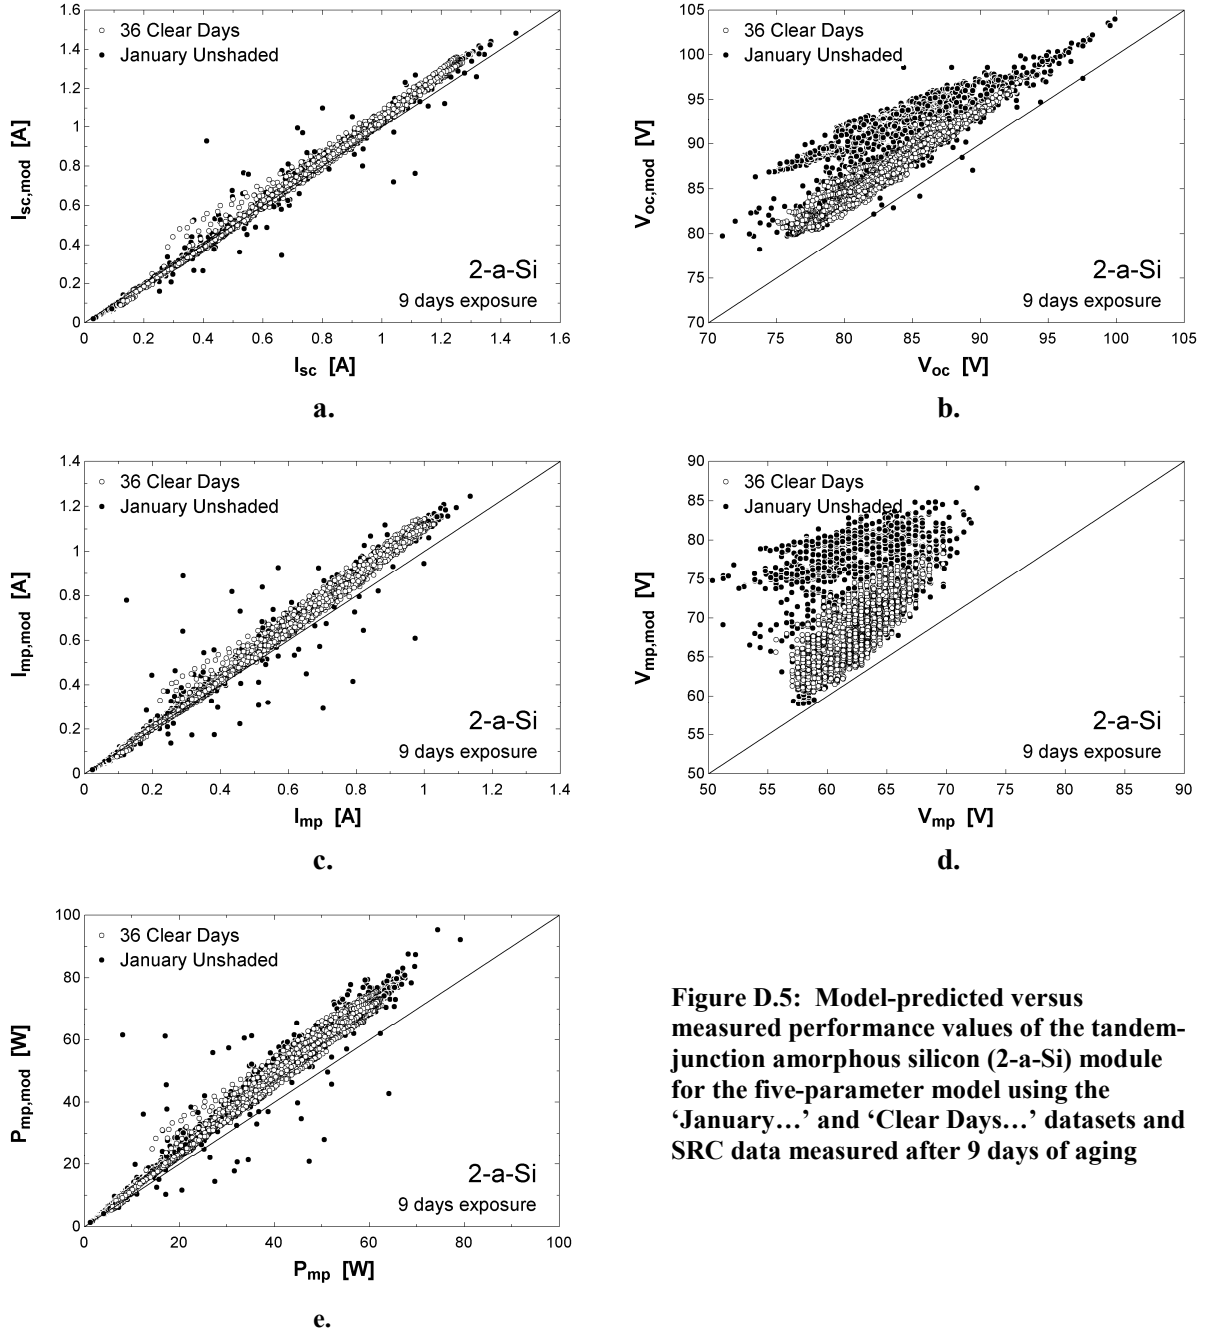 1.6
1.4
1.2
1
0.8
0.6
0.4
0.2
0
36 Clear Days
January Unshaded
2-a-Si
9 days exposure
0 0.2 0.4 0.6 0.8 1 1.2 1.4 1.6
Isc,mod [A]
Isc [A]
a.
105
100
95
90
85
80
75
70
36 Clear Days
January Unshaded
2-a-Si
9 days exposure
70 75 80 85 90 95 100 105
Voc,mod [V]
Voc [V]
b.
1.4
1.2
1
0.8
0.6
0.4
0.2
0
36 Clear Days
January Unshaded
2-a-Si
9 days exposure
0 0.2 0.4 0.6 0.8 1 1.2 1.4
Imp,mod [A]
Imp [A]
c.
90
85
80
75
70
65
60
55
50
36 Clear Days
January Unshaded
2-a-Si
9 days exposure
50 55 60 65 70 75 80 85 90
Vmp,mod [V]
Vmp [V]
d.
100
80
60
40
20
0
36 Clear Days
January Unshaded
2-a-Si
9 days exposure
0 20 40 60 80 100
Pmp,mod [W]
Pmp [W]
e.
Figure D.5: Model-predicted versus
measured performance values of the tandem-
junction amorphous silicon (2-a-Si) module
for the five-parameter model using the
‘January…’ and ‘Clear Days…’ datasets and
SRC data measured after 9 days of aging